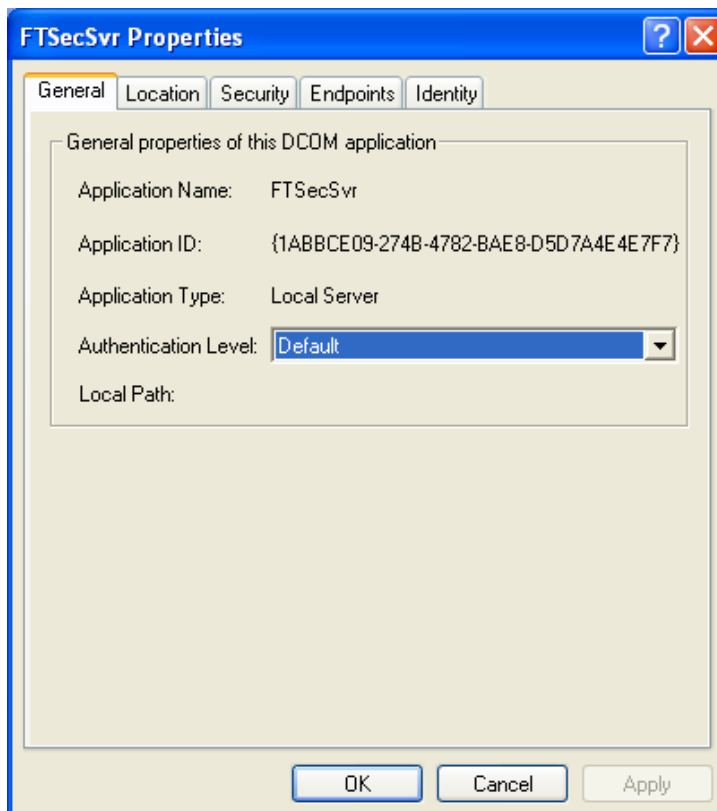 FTSecSvr Properties
?
General Location Security Endpoints Identity
General properties of this DCOM application
Application Name: FTSecSvr
Application ID: {1ABBCE09-274B-4782-BAE8-D5D7A4E4E7F7}
Application Type: Local Server
Authentication Level: Default
Local Path:
OK Cancel Apply